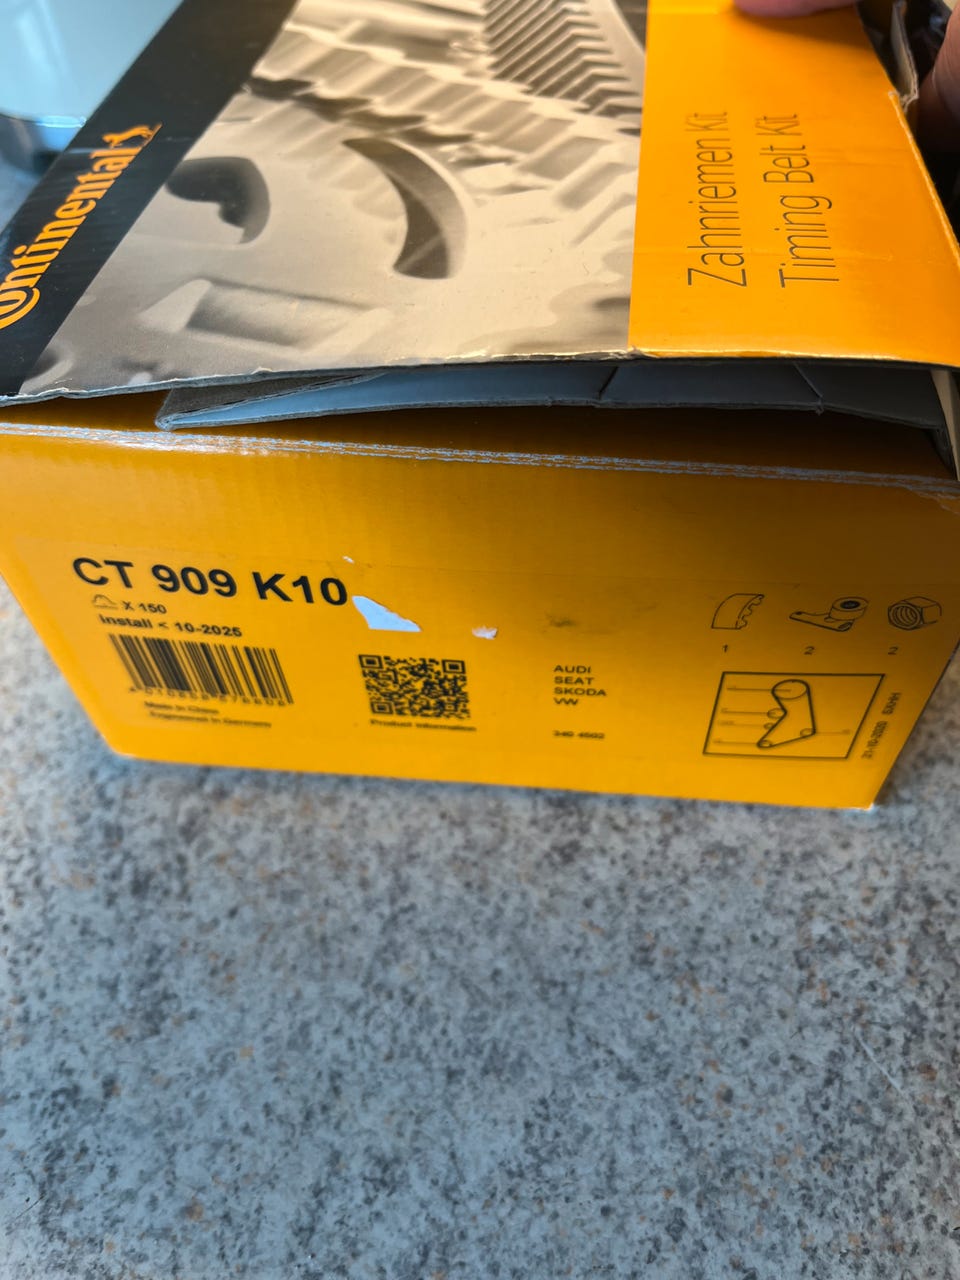 Continental
Zahnriemen Kit
Timing Belt Kit
CT 909 K10
X 150
Install < 10-2025
Made in China
Engineered in Germany
Product information
AUDI
SEAT
SKODA
VW
1
2
2